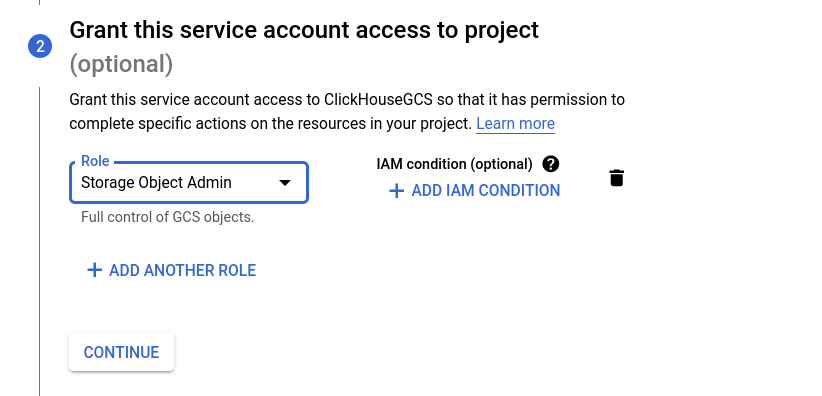 2
Grant this service account access to project
(optional)
Grant this service account access to ClickHouseGCS so that it has permission to
complete specific actions on the resources in your project. Learn more
Role
Storage Object Admin
Full control of GCS objects.
IAM condition (optional) ?
+ ADD IAM CONDITION
+ ADD ANOTHER ROLE
CONTINUE